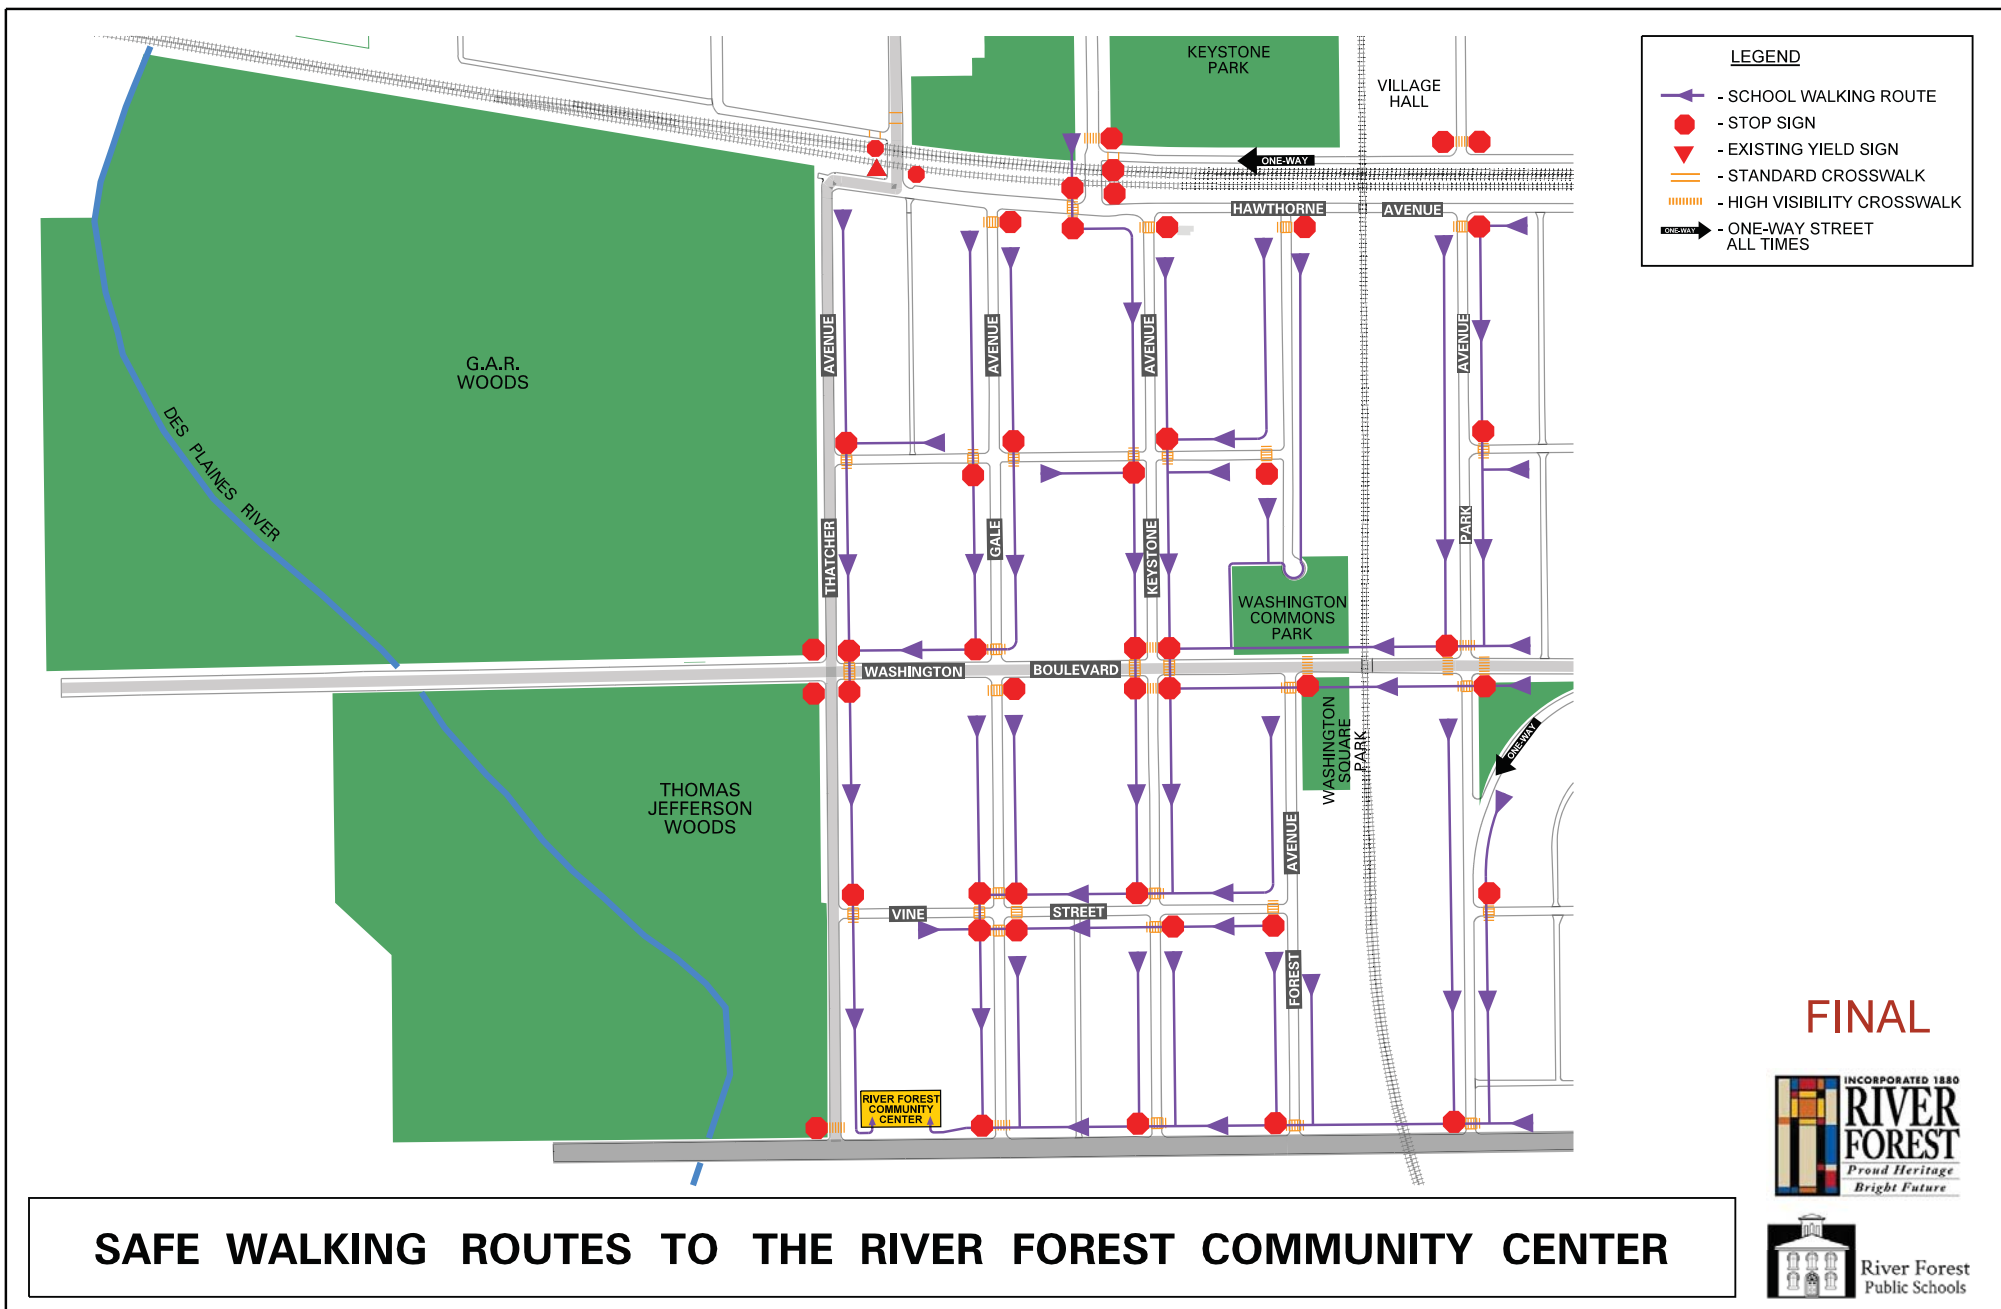 KEYSTONE
PARK
VILLAGE
HALL
LEGEND
- SCHOOL WALKING ROUTE
- STOP SIGN
- EXISTING YIELD SIGN
- STANDARD CROSSWALK
- HIGH VISIBILITY CROSSWALK
ONE-WAY
- ONE-WAY STREET
ALL TIMES
ONE-WAY
HAWTHORNE
AVENUE
G.A.R.
WOODS
DES PLAINES RIVER
AVENUE
AVENUE
AVENUE
AVENUE
THATCHER
GALE
KEYSTONE
PARK
WASHINGTON
COMMONS
PARK
WASHINGTON
BOULEVARD
WASHINGTON
SQUARE
PARK
ONE-WAY
THOMAS
JEFFERSON
WOODS
AVENUE
VINE
STREET
FOREST
RIVER FOREST
COMMUNITY
CENTER
FINAL
INCORPORATED 1880
RIVER
FOREST
Proud Heritage
Bright Future
River Forest
Public Schools
SAFE WALKING ROUTES TO THE RIVER FOREST COMMUNITY CENTER